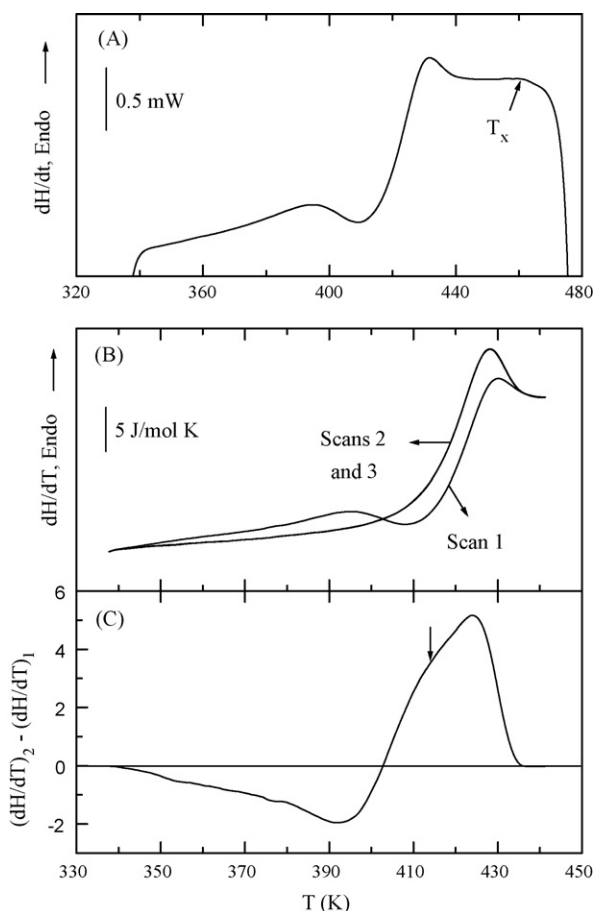 (A)
dH/dt, Endo
0.5 mW
T_x
320 360 400 440 480
(B)
dH/dT, Endo
5 J/mol K
Scans 2
and 3
Scan 1
(C)
(dH/dT)_2 - (dH/dT)_1
6
4
2
0
-2
330 350 370 390 410 430 450
T (K)